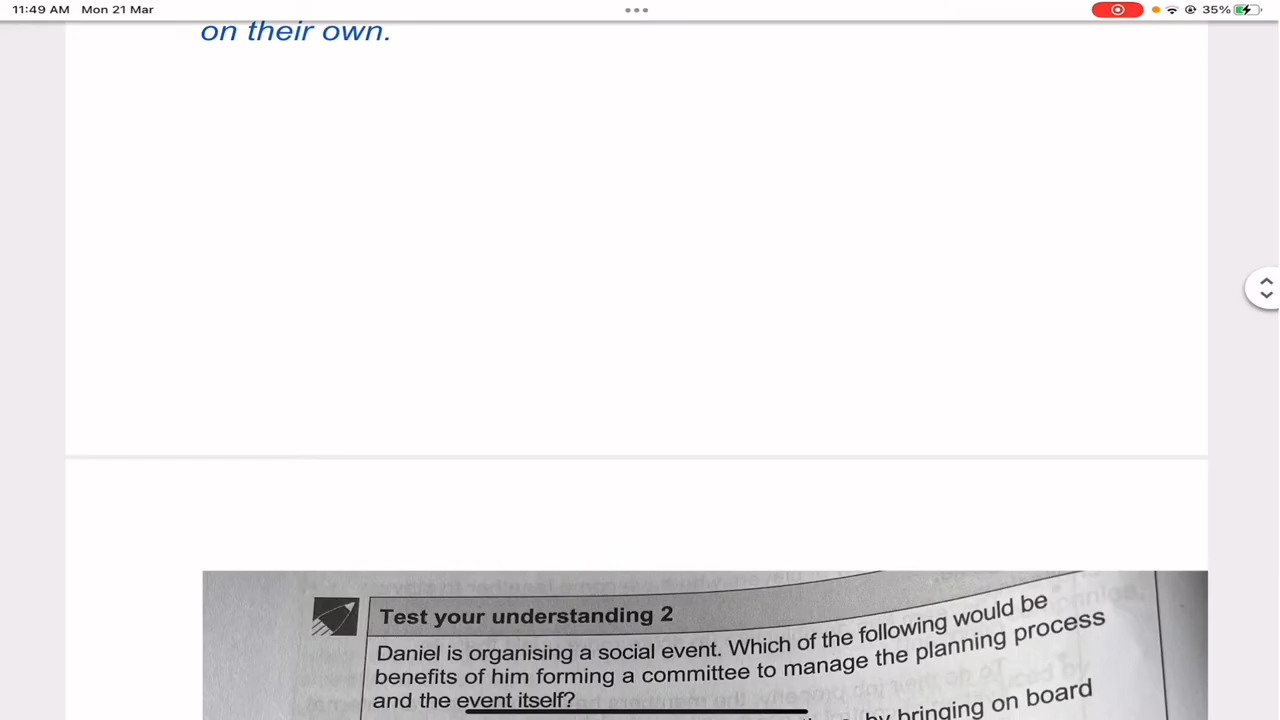 11:49 AM Mon 21 Mar
35%
on their own.
Test your understanding 2
Daniel is organising a social event. Which of the following would be
benefits of him forming a committee to manage the planning process
and the event itself?
by bringing on board